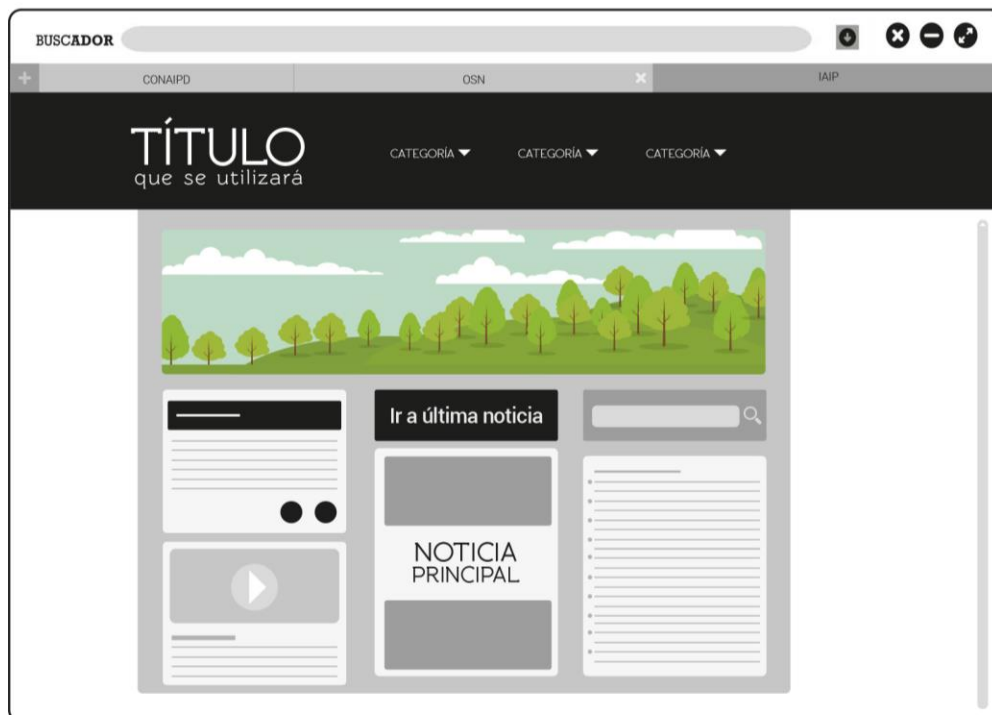 BUSCADOR
CONAIPD
OSN
IAIP
TÍTULO
que se utilizará
CATEGORÍA
CATEGORÍA
CATEGORÍA
Ir a última noticia
NOTICIA
PRINCIPAL